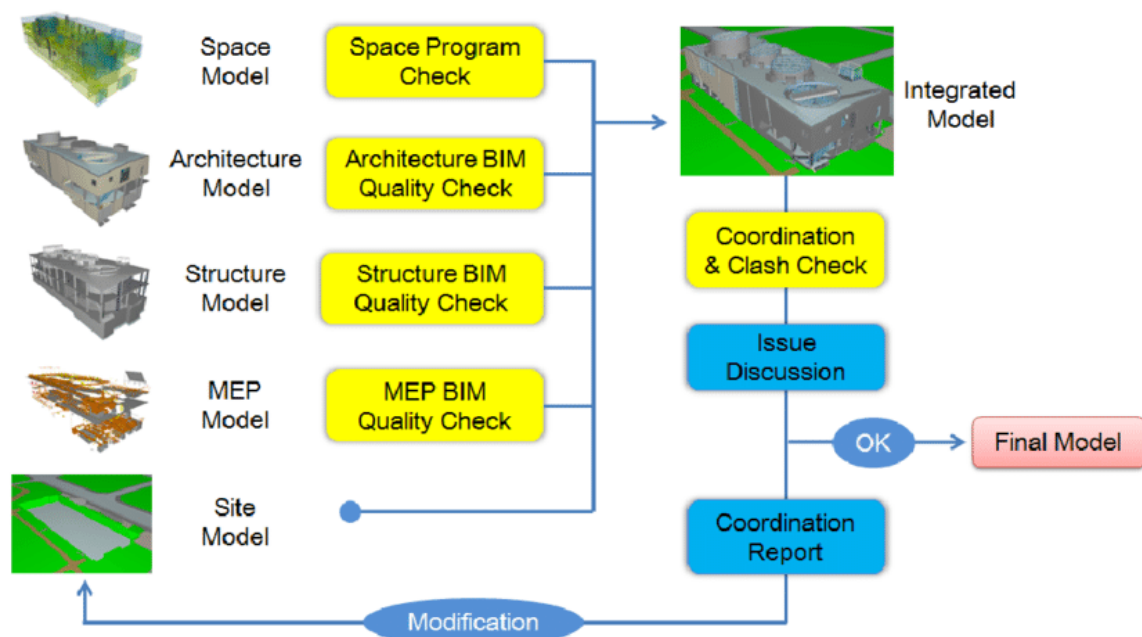 Space
Model
Space Program
Check
Integrated
Model
Architecture
Model
Architecture BIM
Quality Check
Coordination
& Clash Check
Structure
Model
Structure BIM
Quality Check
Issue
Discussion
MEP
Model
MEP BIM
Quality Check
OK
Final Model
Site
Model
Coordination
Report
Modification